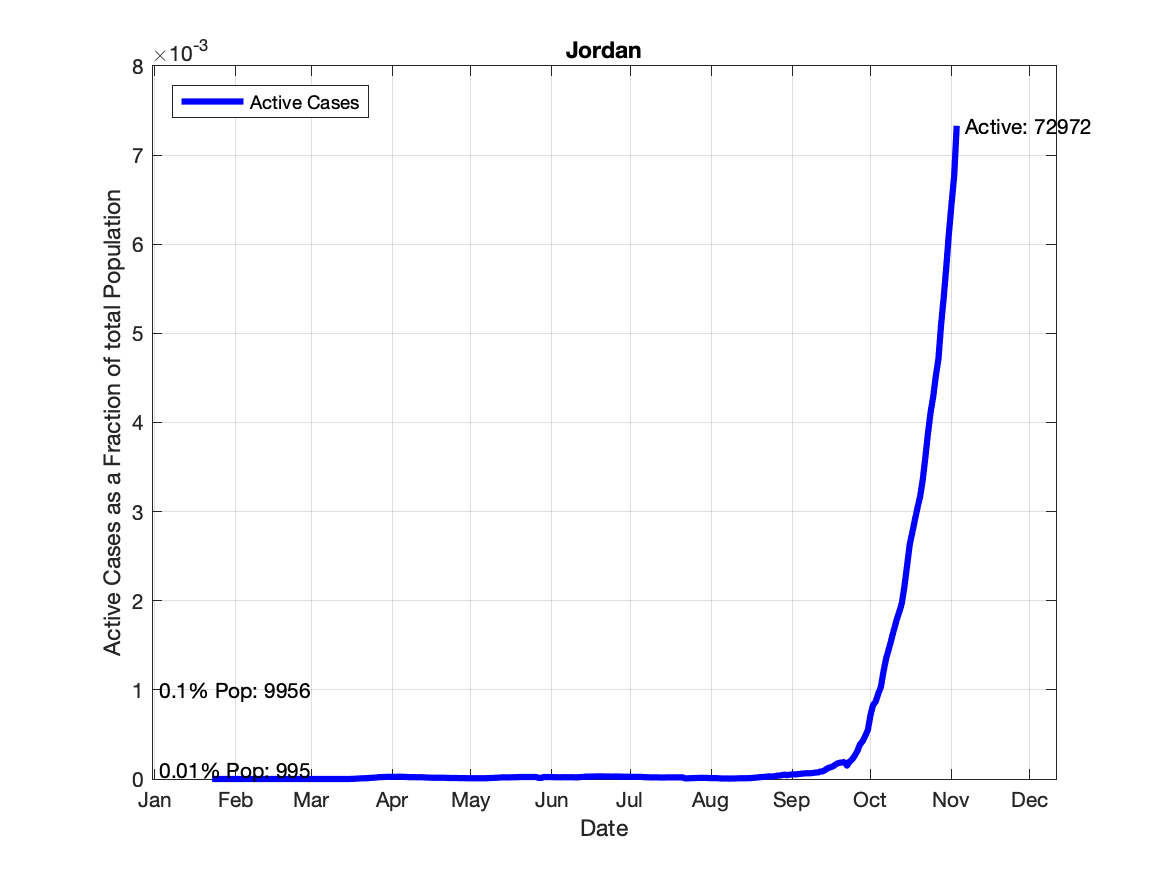 Jordan
×10-3
Active Cases
Active: 72972
8
7
6
5
4
3
2
1
0
0.1% Pop: 9956
0.01% Pop: 995
Active Cases as a Fraction of total Population
Jan Feb Mar Apr May Jun Jul Aug Sep Oct Nov Dec
Date